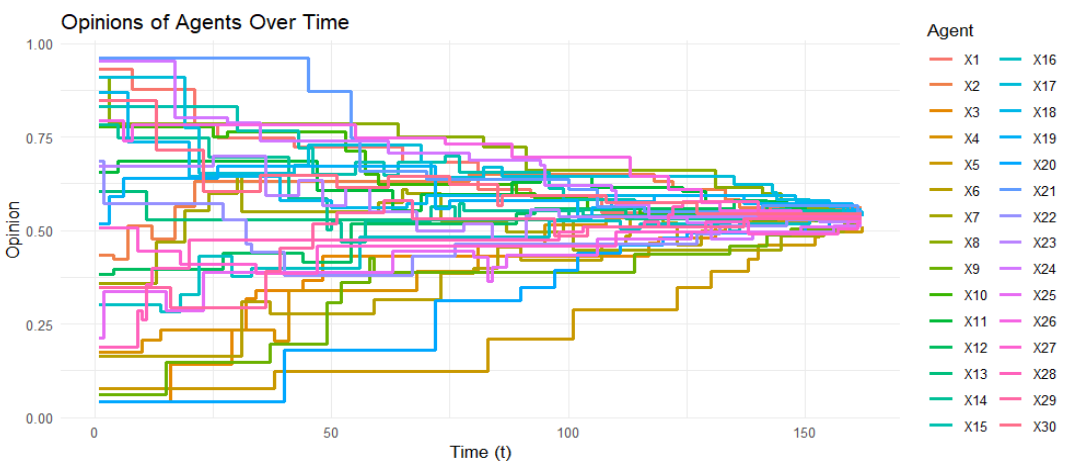 Opinions of Agents Over Time
Agent
1.00
0.75
0.50
0.25
0.00
Opinion
0
50
100
150
Time (t)
X1
X2
X3
X4
X5
X6
X7
X8
X9
X10
X11
X12
X13
X14
X15
X16
X17
X18
X19
X20
X21
X22
X23
X24
X25
X26
X27
X28
X29
X30